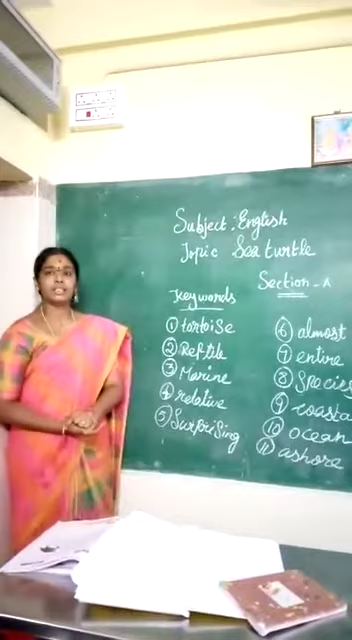 Subject: English
Topic Sea turtle
Section - A
Keywords
① tortoise
② Reptile
③ Marine
④ relative
⑤ Surprising
⑥ almost
⑦ entire
⑧ Species
⑨ coasta
⑩ ocean
⑪ ashore